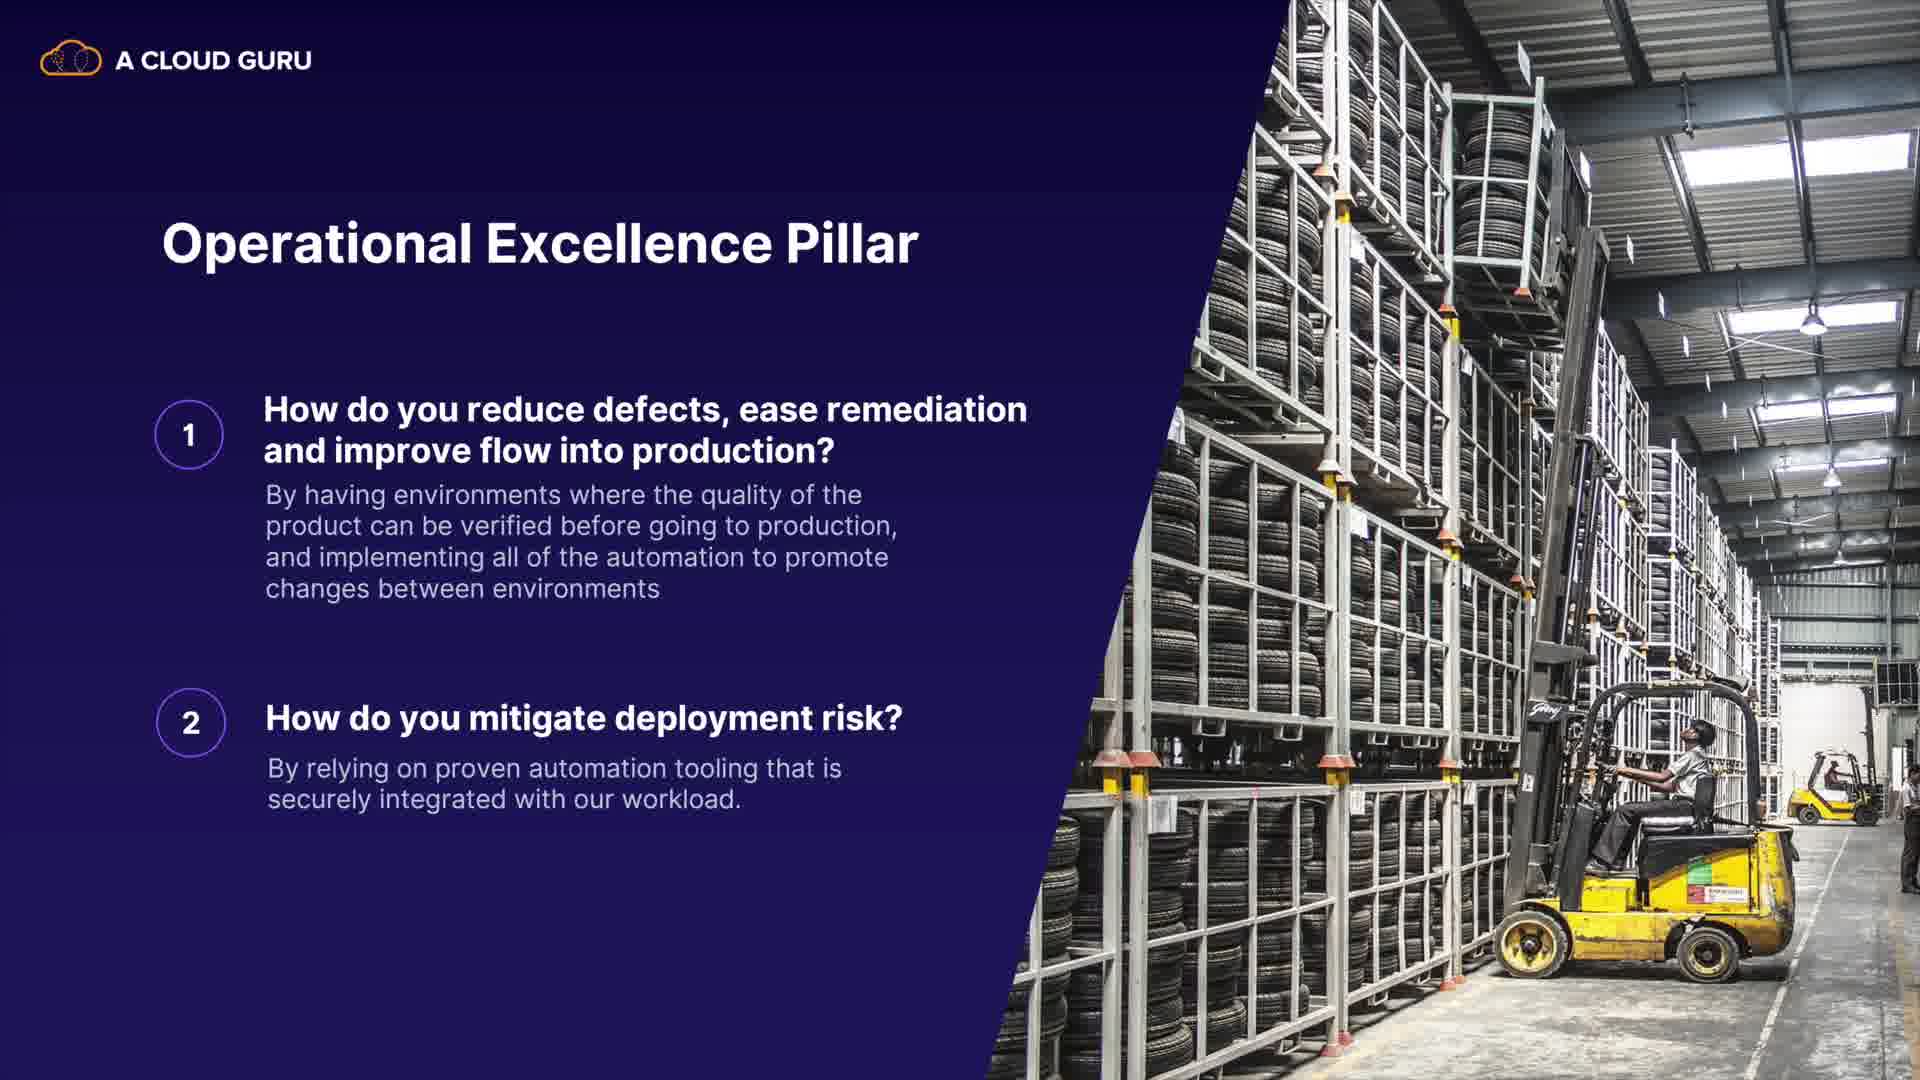 A CLOUD GURU
Operational Excellence Pillar
1
How do you reduce defects, ease remediation
and improve flow into production?
By having environments where the quality of the
product can be verified before going to production,
and implementing all of the automation to promote
changes between environments
2
How do you mitigate deployment risk?
By relying on proven automation tooling that is
securely integrated with our workload.
Godrej